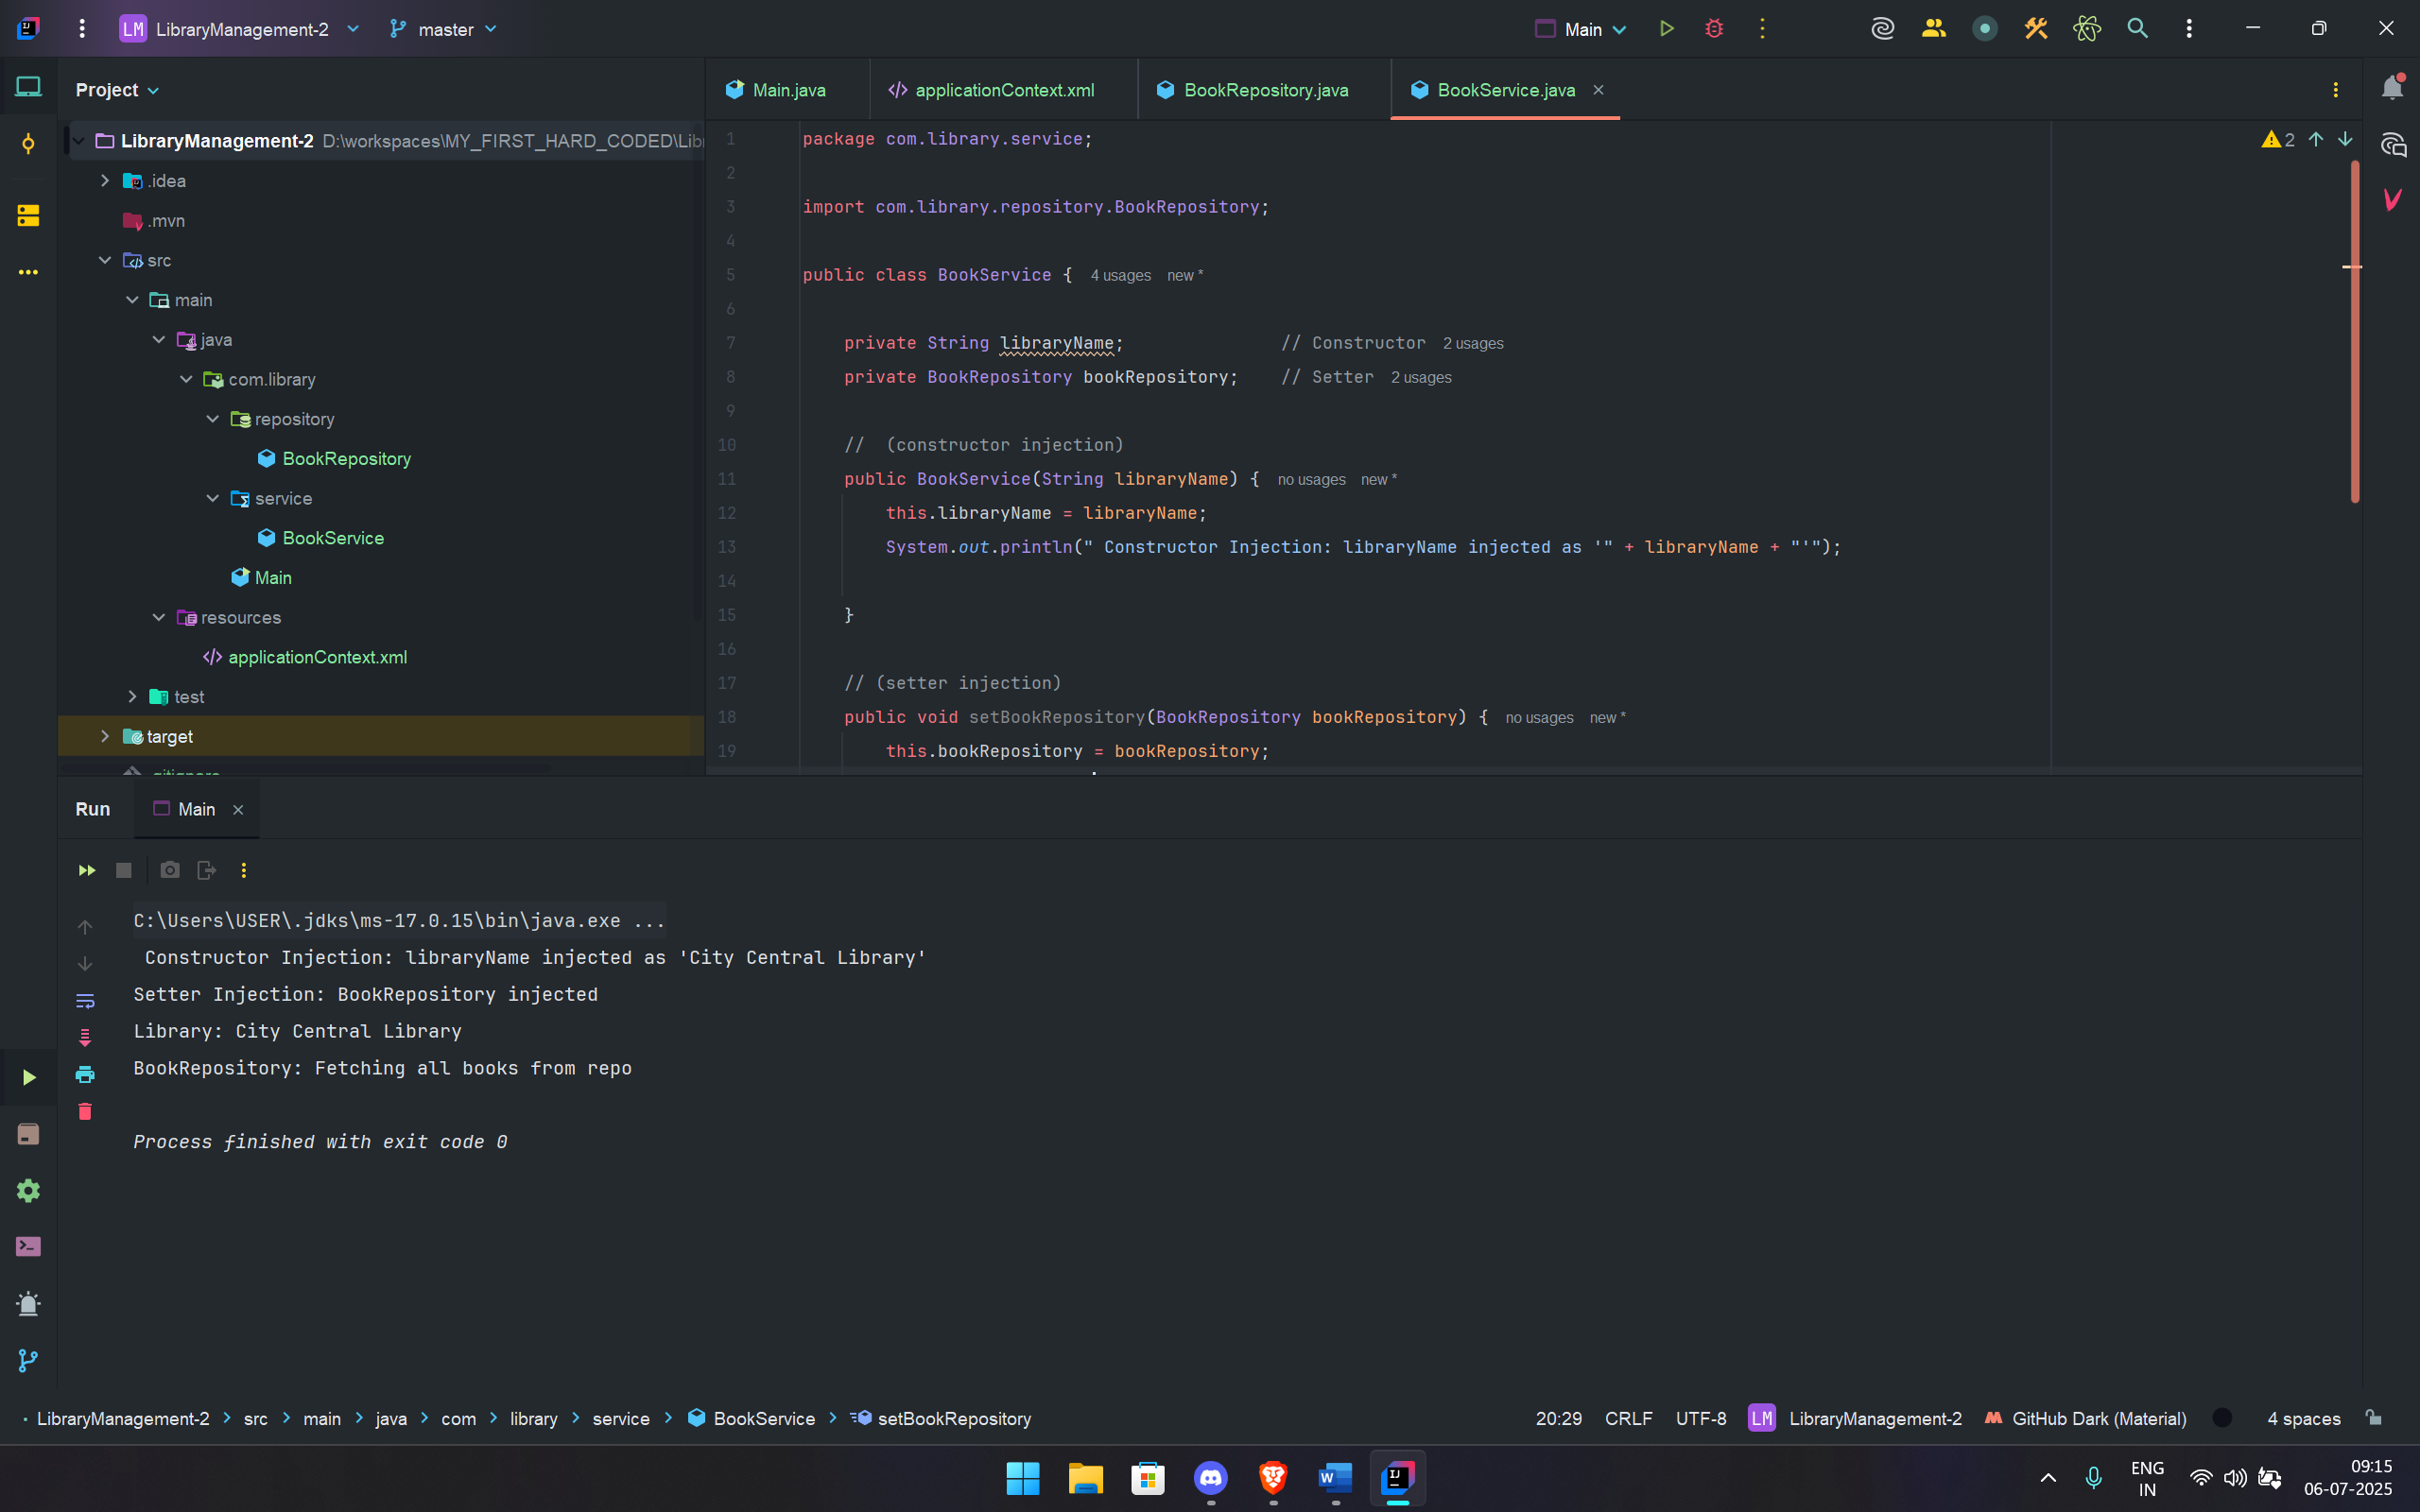 LM LibraryManagement-2 master Main
Project
Main.java applicationContext.xml BookRepository.java BookService.java
LibraryManagement-2 D:\workspaces\MY_FIRST_HARD_CODED\Lib
.idea
.mvn
src
main
java
com.library
repository
BookRepository
service
BookService
Main
resources
applicationContext.xml
test
target
.gitignore
2
1 package com.library.service;
2
3 import com.library.repository.BookRepository;
4
5 public class BookService { 4 usages new *
6
7 private String libraryName; // Constructor 2 usages
8 private BookRepository bookRepository; // Setter 2 usages
9
10 // (constructor injection)
11 public BookService(String libraryName) { no usages new *
12 this.libraryName = libraryName;
13 System.out.println(" Constructor Injection: libraryName injected as '" + libraryName + "'");
14
15 }
16
17 // (setter injection)
18 public void setBookRepository(BookRepository bookRepository) { no usages new *
19 this.bookRepository = bookRepository;
Run Main
C:\Users\USER\.jdks\ms-17.0.15\bin\java.exe ...
Constructor Injection: libraryName injected as 'City Central Library'
Setter Injection: BookRepository injected
Library: City Central Library
BookRepository: Fetching all books from repo
Process finished with exit code 0
LibraryManagement-2 > src > main > java > com > library > service > BookService > setBookRepository
20:29 CRLF UTF-8 LM LibraryManagement-2 GitHub Dark (Material) 4 spaces
ENG
IN
09:15
06-07-2025